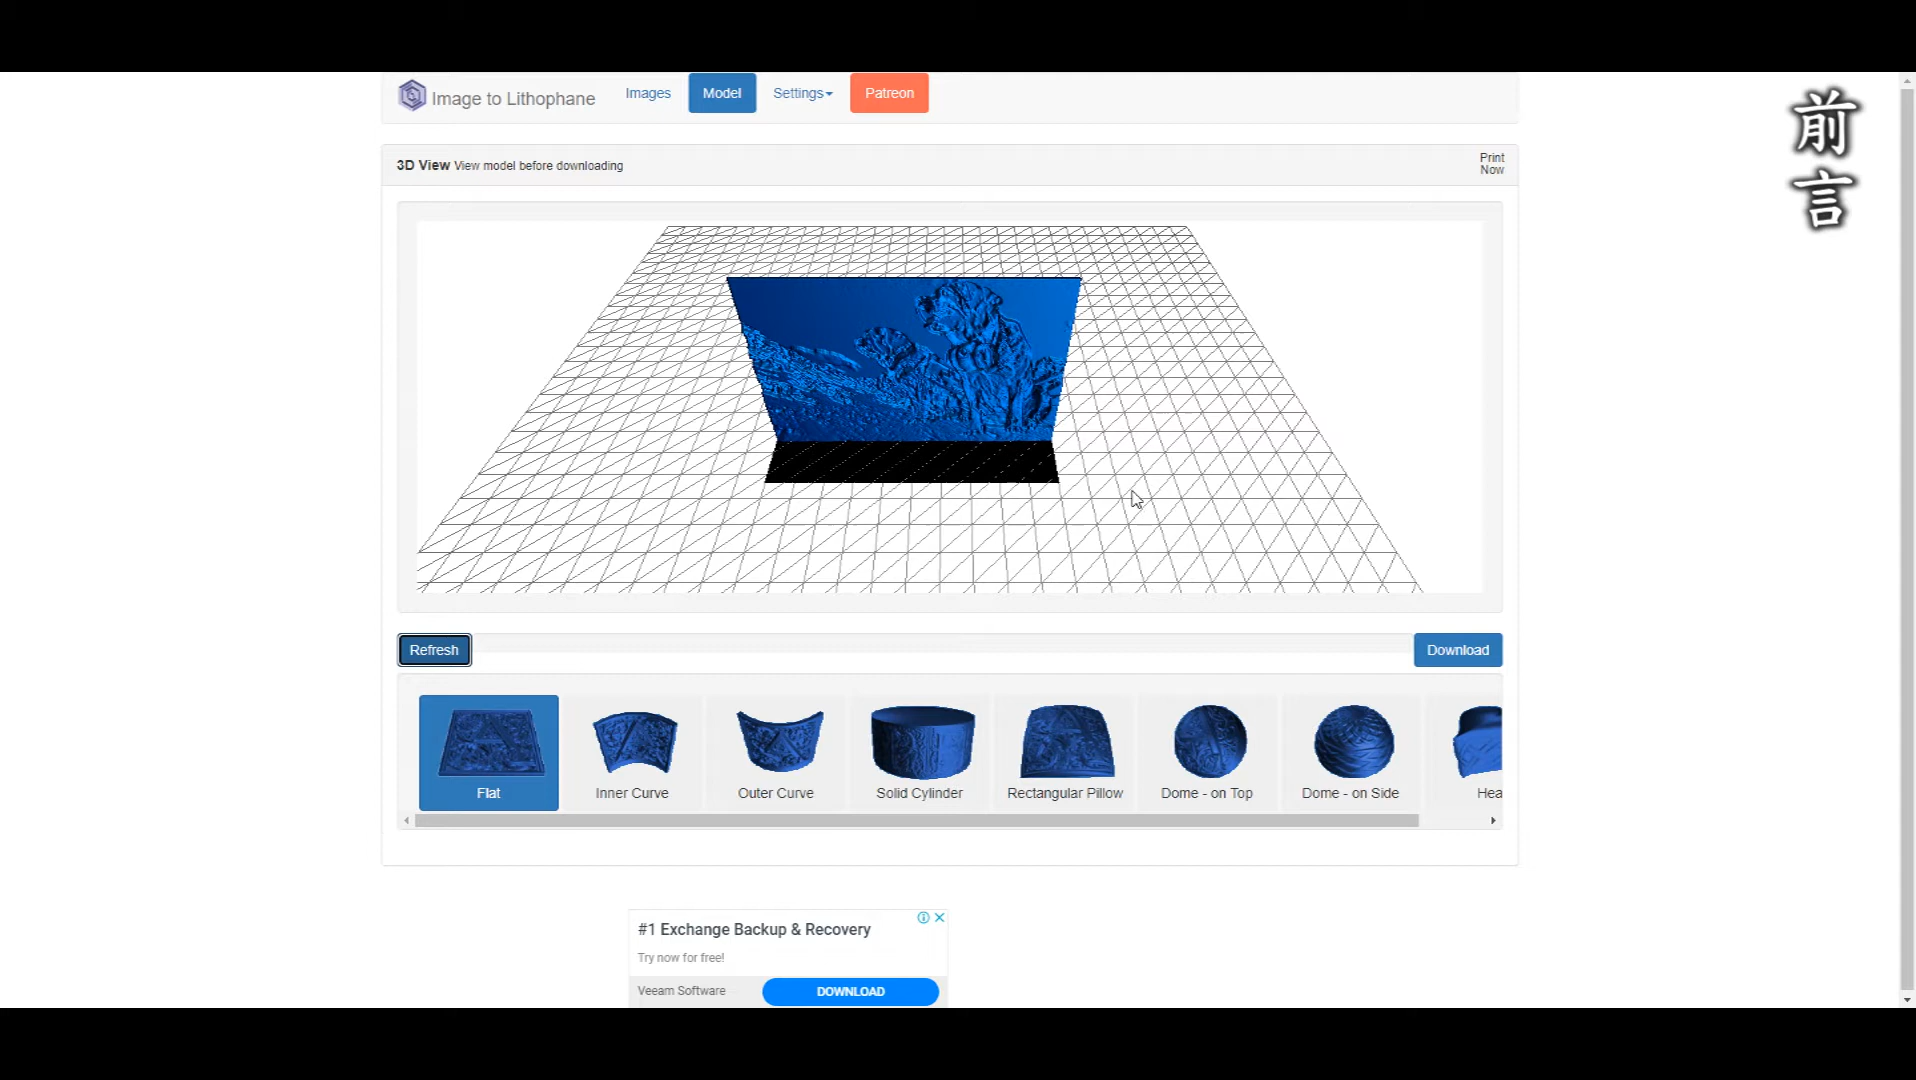 Image to Lithophane
Images
Model
Settings
Patreon
前言
3D View View model before downloading
Print
Now
Refresh
Download
Flat
Inner Curve
Outer Curve
Solid Cylinder
Rectangular Pillow
Dome - on Top
Dome - on Side
Hea
#1 Exchange Backup & Recovery
Try now for free!
Veeam Software
DOWNLOAD